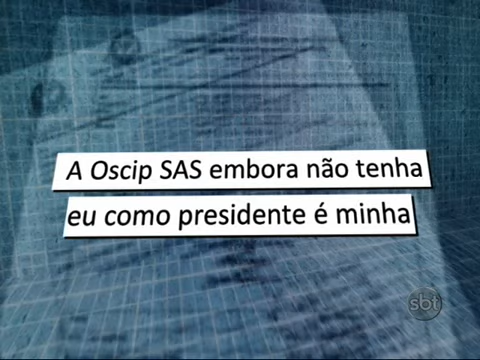 A Oscip SAS embora não tenha
eu como presidente é minha
sbt